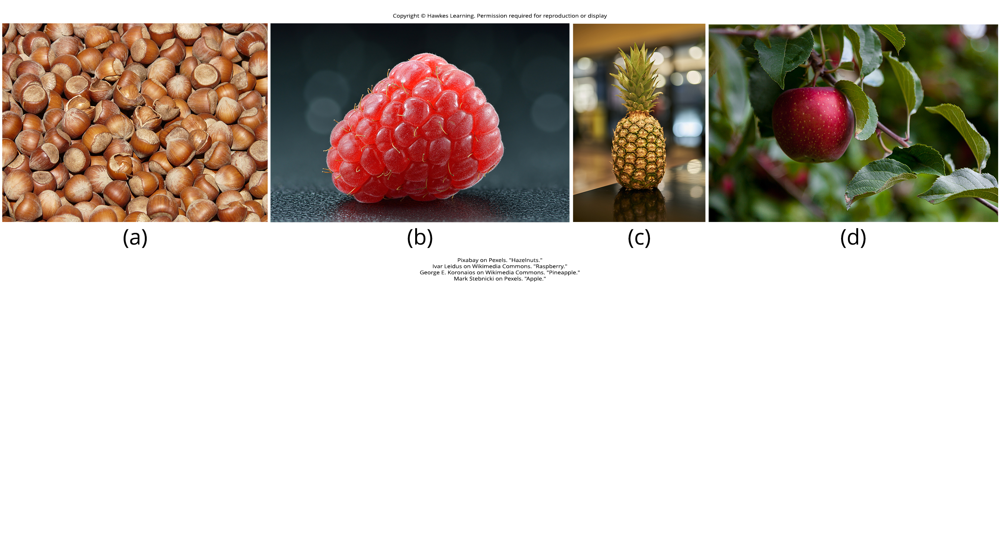 Copyright © Hawkes Learning. Permission required for reproduction or display
(a)
(b)
(c)
(d)
Pixabay on Pexels. "Hazelnuts."
Ivar Leidus on Wikimedia Commons. "Raspberry."
George E. Koronaios on Wikimedia Commons. "Pineapple."
Mark Stebnicki on Pexels. "Apple."